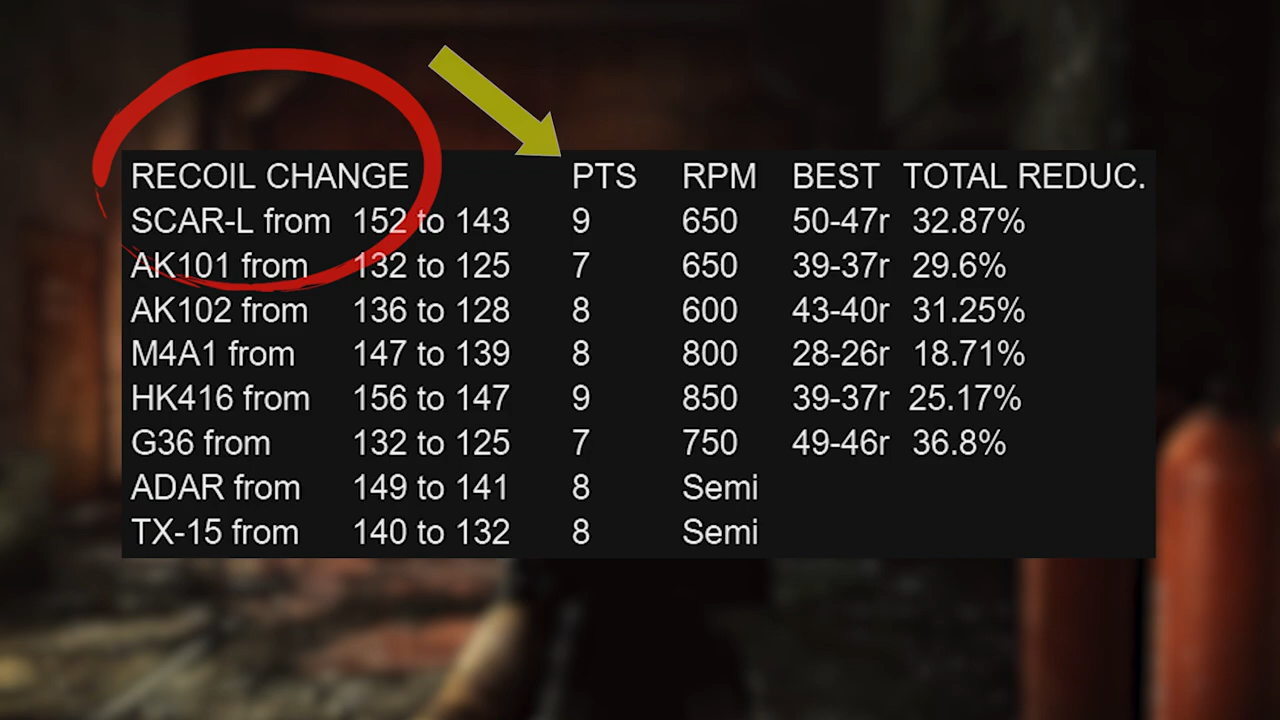 RECOIL CHANGE PTS RPM BEST TOTAL REDUC.
SCAR-L from 152 to 143 9 650 50-47r 32.87%
AK101 from 132 to 125 7 650 39-37r 29.6%
AK102 from 136 to 128 8 600 43-40r 31.25%
M4A1 from 147 to 139 8 800 28-26r 18.71%
HK416 from 156 to 147 9 850 39-37r 25.17%
G36 from 132 to 125 7 750 49-46r 36.8%
ADAR from 149 to 141 8 Semi
TX-15 from 140 to 132 8 Semi